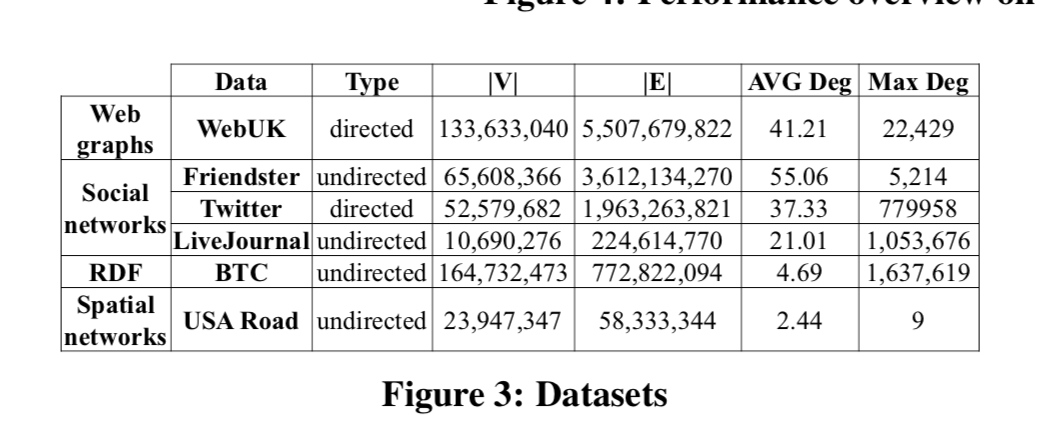 Figure 4: Performance overview on
Data Type |V| |E| AVG Deg Max Deg
Web graphs WebUK directed 133,633,040 5,507,679,822 41.21 22,429
Social networks Friendster undirected 65,608,366 3,612,134,270 55.06 5,214
Twitter directed 52,579,682 1,963,263,821 37.33 779958
LiveJournal undirected 10,690,276 224,614,770 21.01 1,053,676
RDF BTC undirected 164,732,473 772,822,094 4.69 1,637,619
Spatial networks USA Road undirected 23,947,347 58,333,344 2.44 9
Figure 3: Datasets